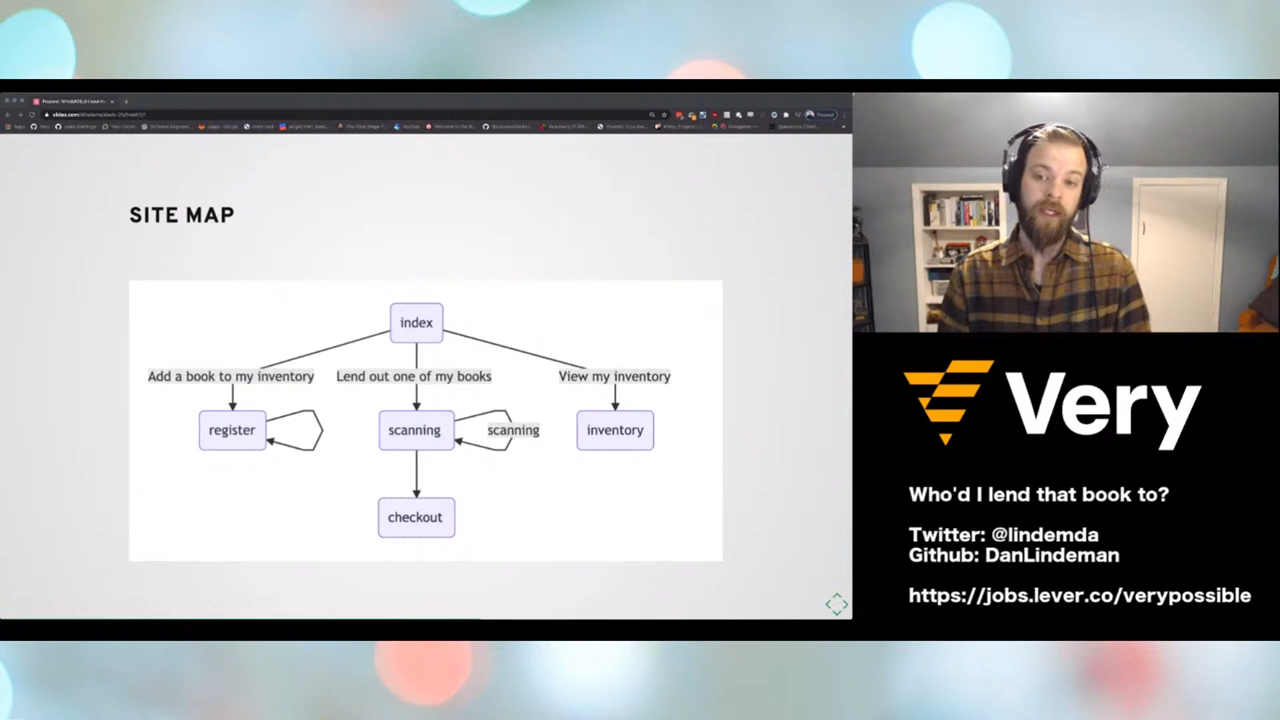 SITE MAP
index
Add a book to my inventory
Lend out one of my books
View my inventory
register
scanning
scanning
inventory
checkout
Very
Who'd I lend that book to?
Twitter: @lindemda
Github: DanLindeman
https://jobs.lever.co/verypossible